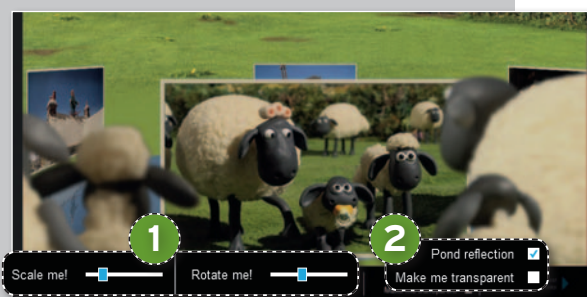 1
2
Pond reflection
Scale me!
Rotate me!
Make me transparent